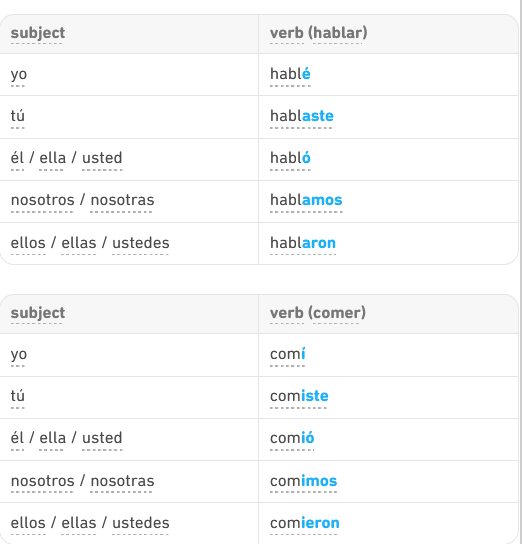 subject verb (hablar)
yo hablé
tú hablaste
él / ella / usted habló
nosotros / nosotras hablamos
ellos / ellas / ustedes hablaron
subject verb (comer)
yo comí
tú comiste
él / ella / usted comió
nosotros / nosotras comimos
ellos / ellas / ustedes comieron